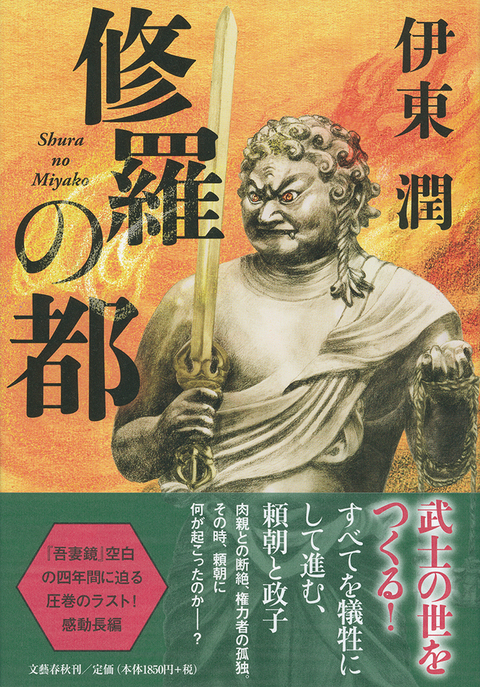 伊東 潤
修羅の都
Shura
no
Miyako
武士の世を
つくる!
すべてを犠牲に
して進む、
頼朝と政子
肉親との断絶、権力者の孤独。
その時、頼朝に
何が起こったのか――?
『吾妻鏡』空白
の四年間に迫る
圧巻のラスト!
感動長編
文藝春秋刊/定価(本体1850円+税)